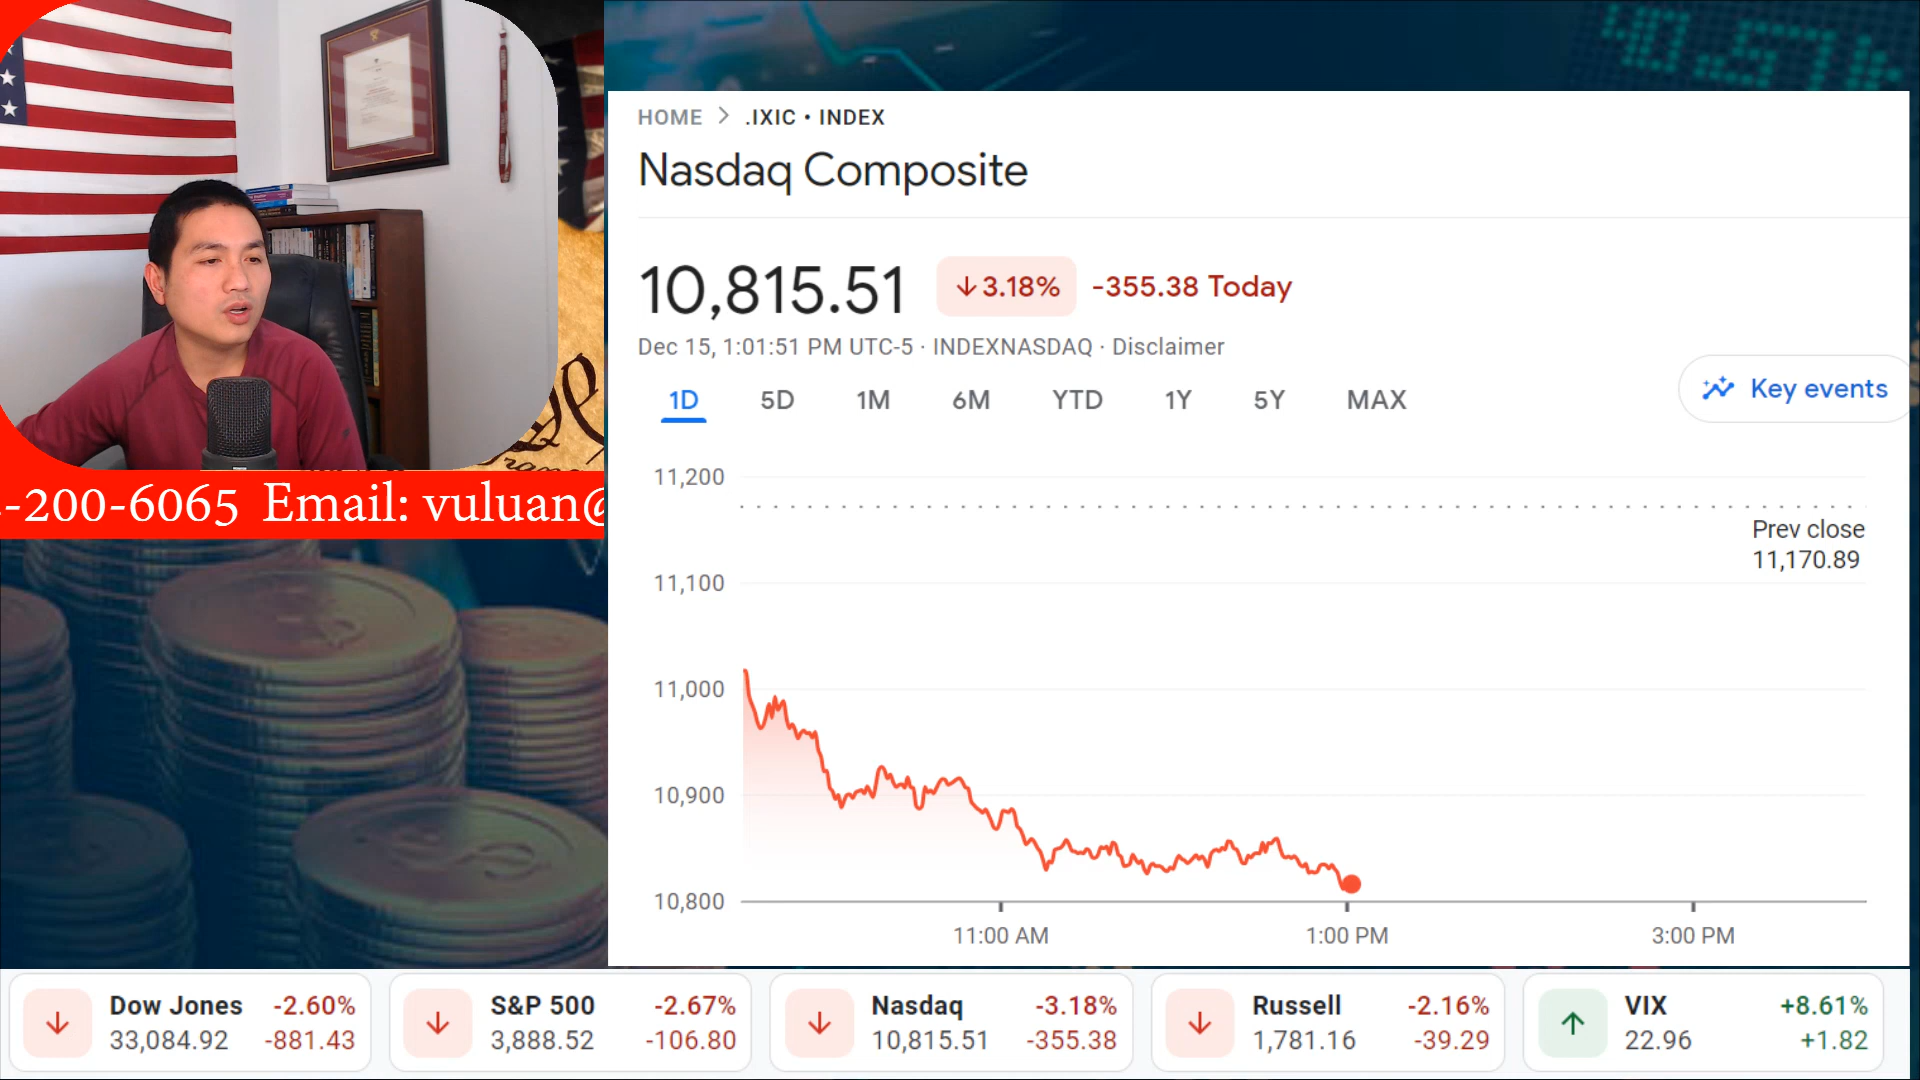 -200-6065 Email: vuluan@
HOME > .IXIC • INDEX
Nasdaq Composite
10,815.51 ↓3.18% -355.38 Today
Dec 15, 1:01:51 PM UTC-5 · INDEXNASDAQ · Disclaimer
1D 5D 1M 6M YTD 1Y 5Y MAX
Key events
11,200
Prev close
11,170.89
11,100
11,000
10,900
10,800
11:00 AM 1:00 PM 3:00 PM
Dow Jones -2.60%
33,084.92 -881.43
S&P 500 -2.67%
3,888.52 -106.80
Nasdaq -3.18%
10,815.51 -355.38
Russell -2.16%
1,781.16 -39.29
VIX +8.61%
22.96 +1.82